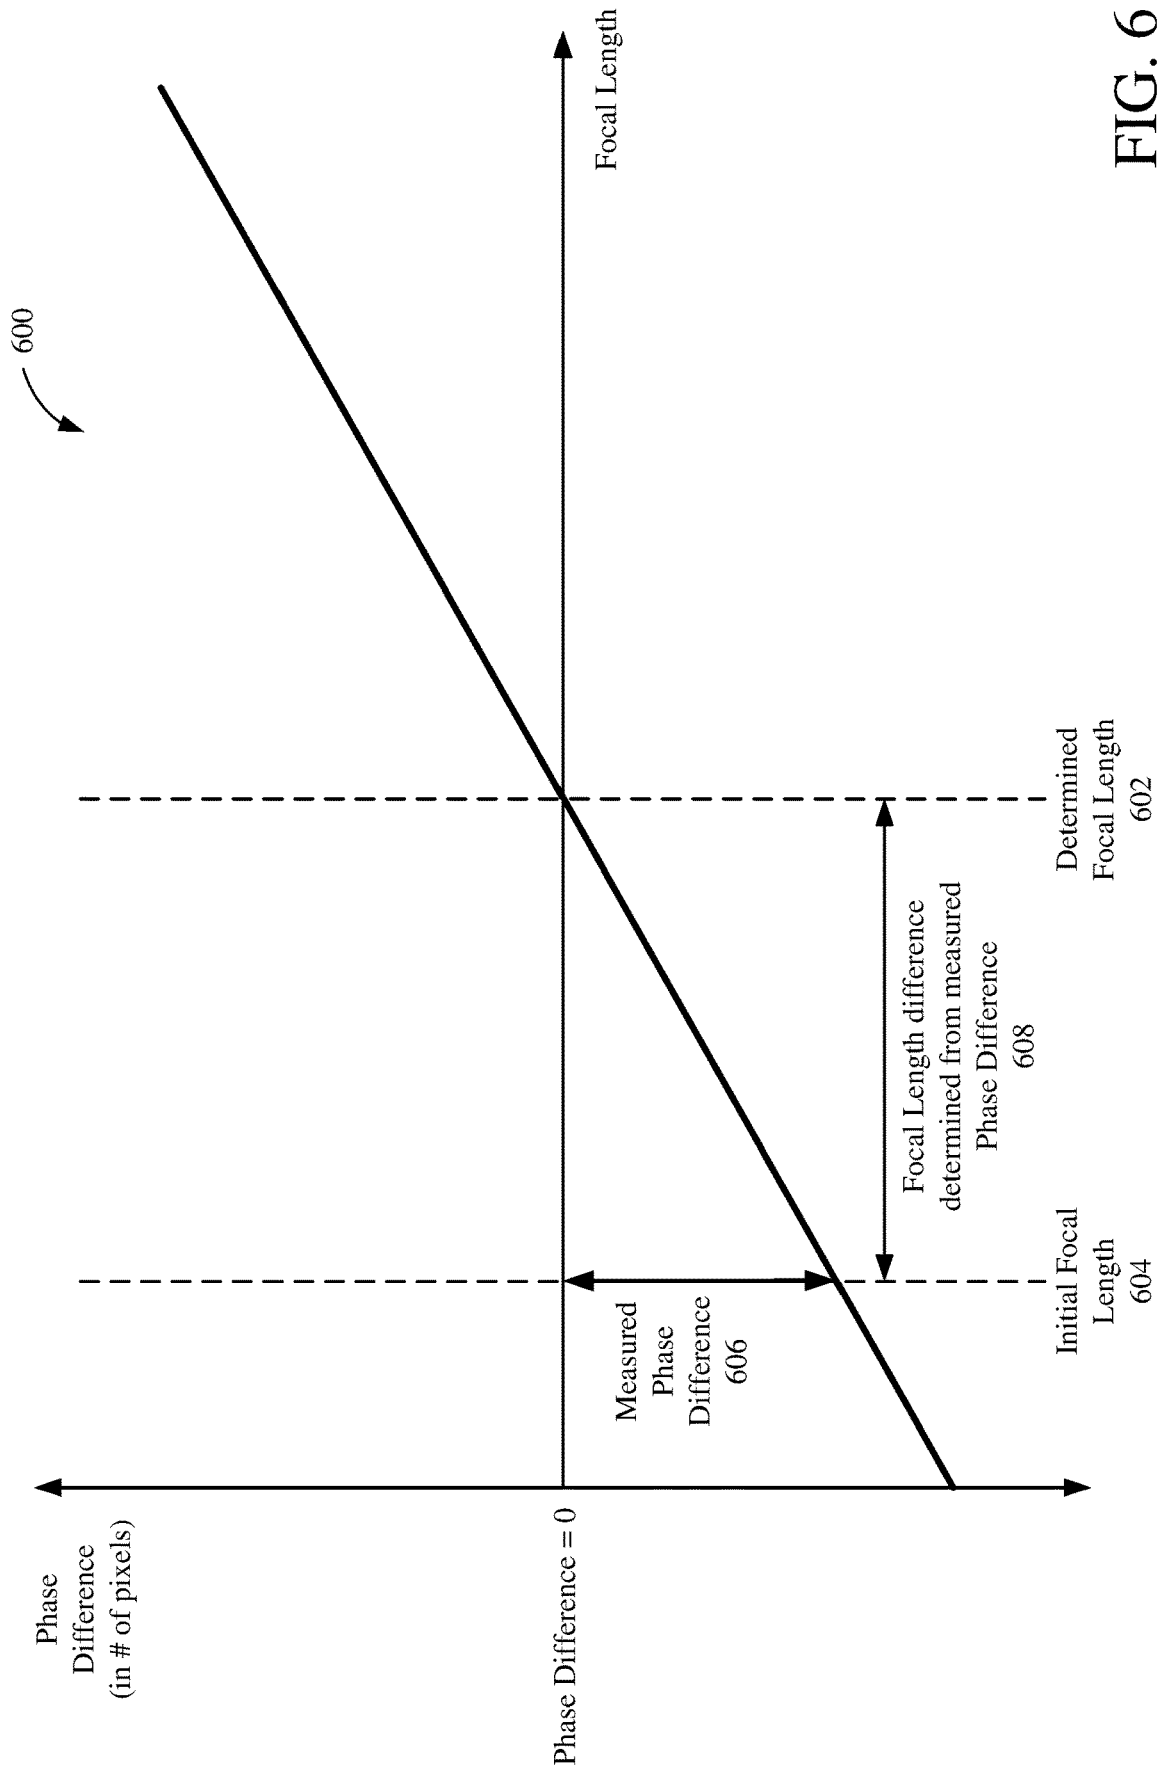 600
Phase
Difference
(in # of pixels)
Phase Difference = 0
Focal Length
Measured
Phase
Difference
606
Focal Length difference
determined from measured
Phase Difference
608
Initial Focal
Length
604
Determined
Focal Length
602
FIG. 6